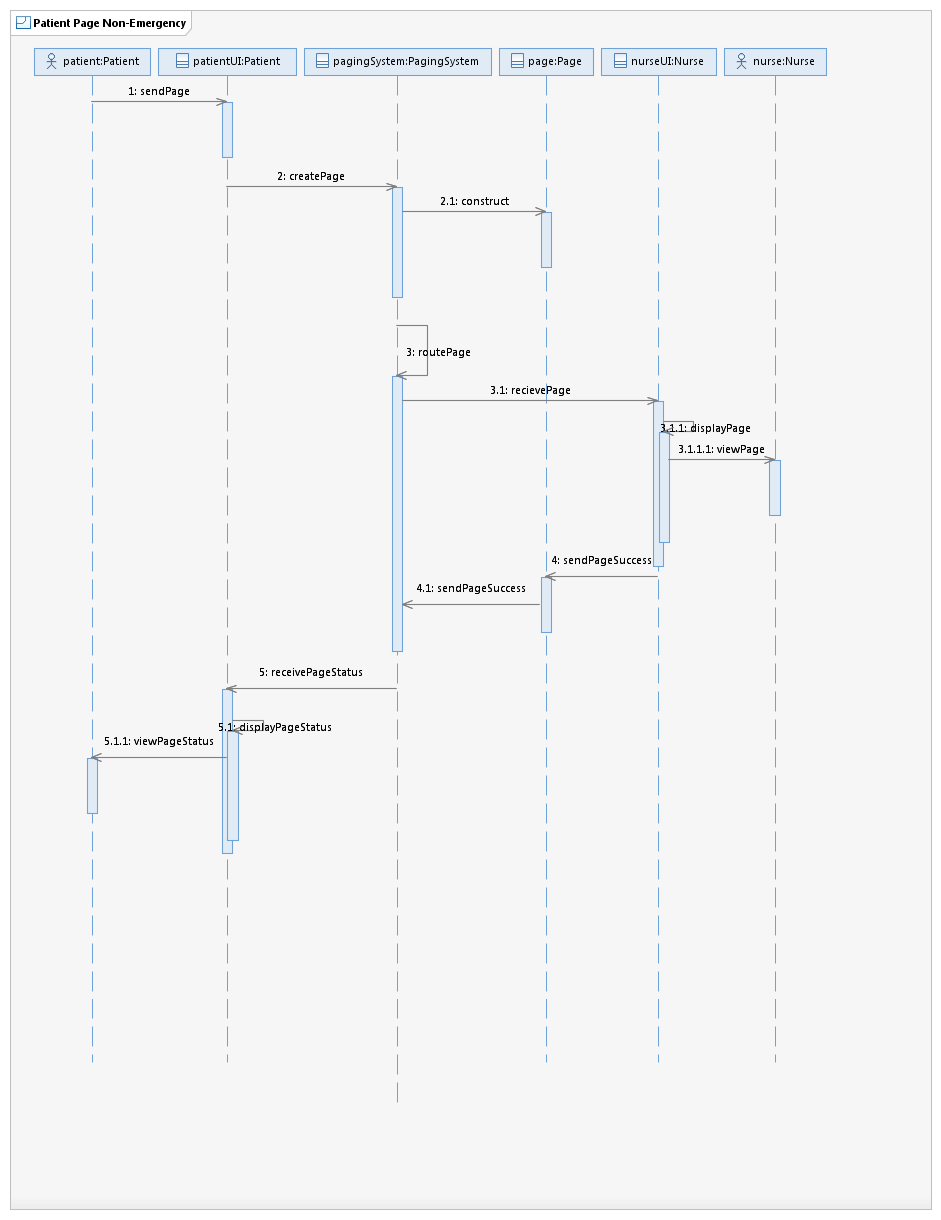 Patient Page Non-Emergency
patient:Patient
patientUI:Patient
pagingSystem:PagingSystem
page:Page
nurseUI:Nurse
nurse:Nurse
1: sendPage
2: createPage
2.1: construct
3: routePage
3.1: recievePage
3.1.1: displayPage
3.1.1.1: viewPage
4: sendPageSuccess
4.1: sendPageSuccess
5: receivePageStatus
5.1: displayPageStatus
5.1.1: viewPageStatus